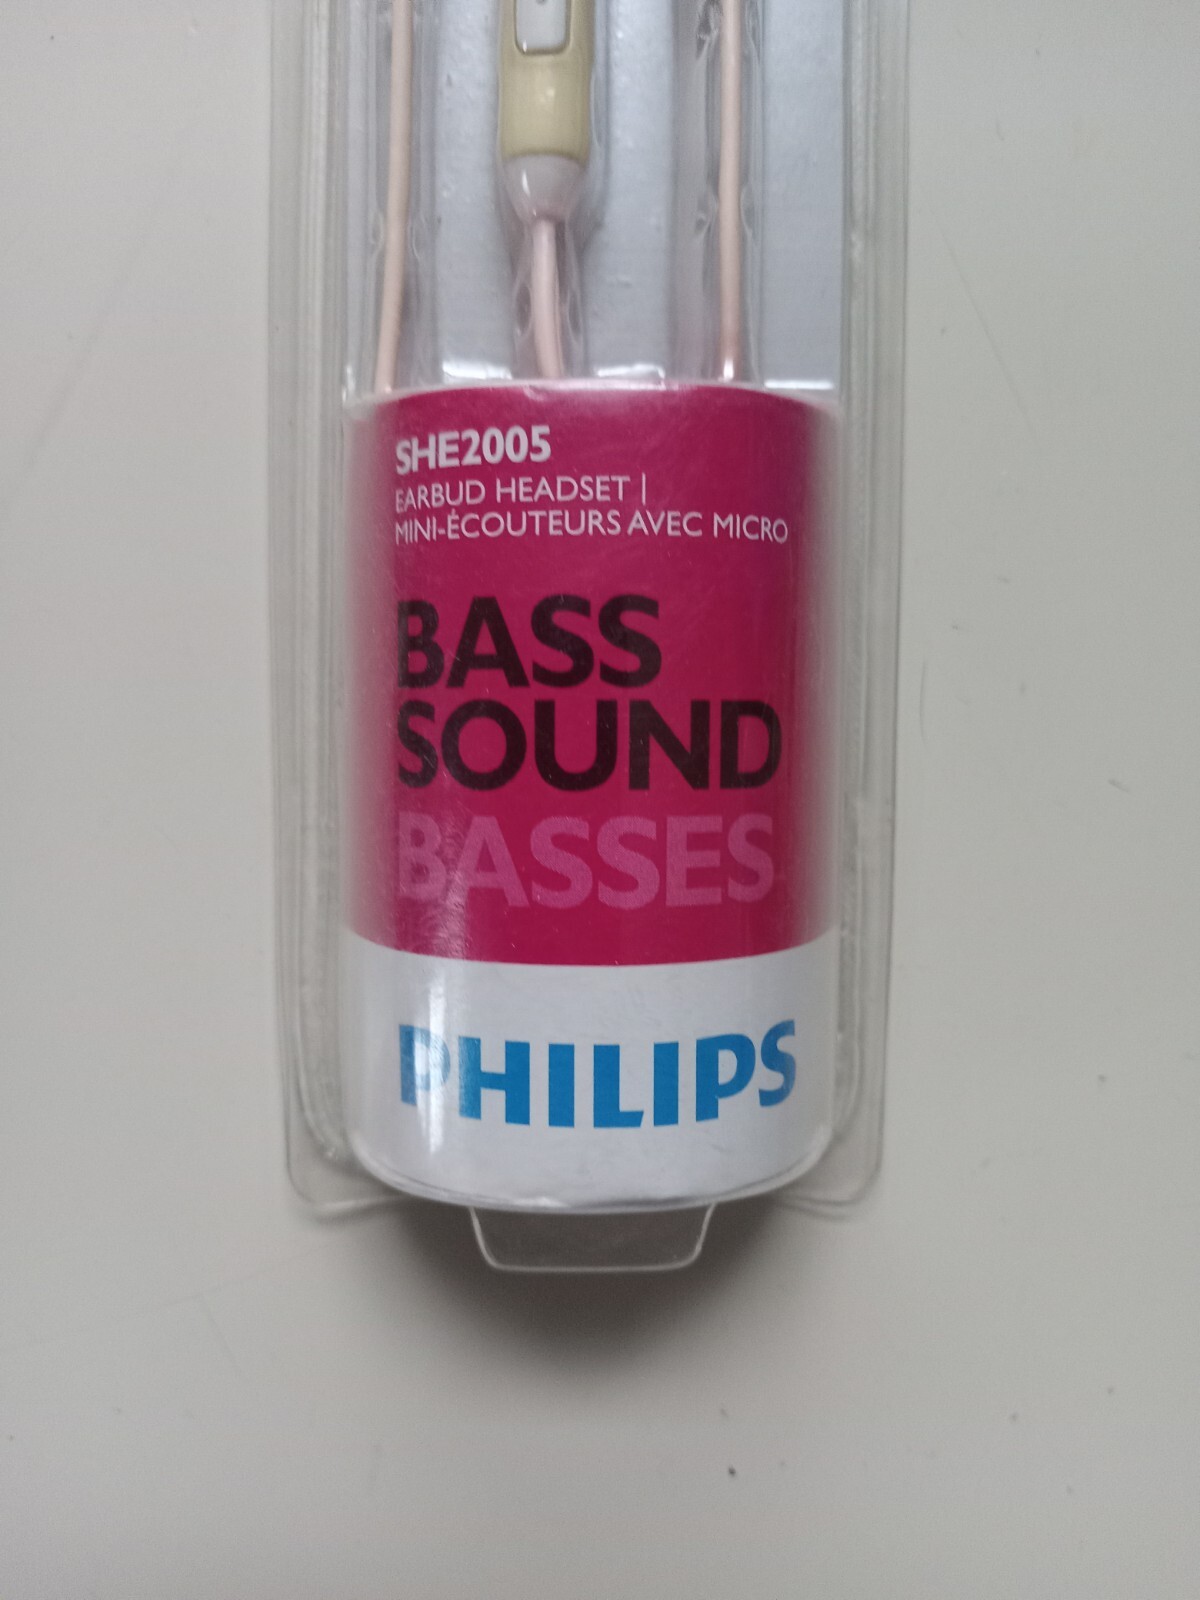 SHE2005
EARBUD HEADSET |
MINI-ÉCOUTEURS AVEC MICRO
BASS
SOUND
BASSES
PHILIPS